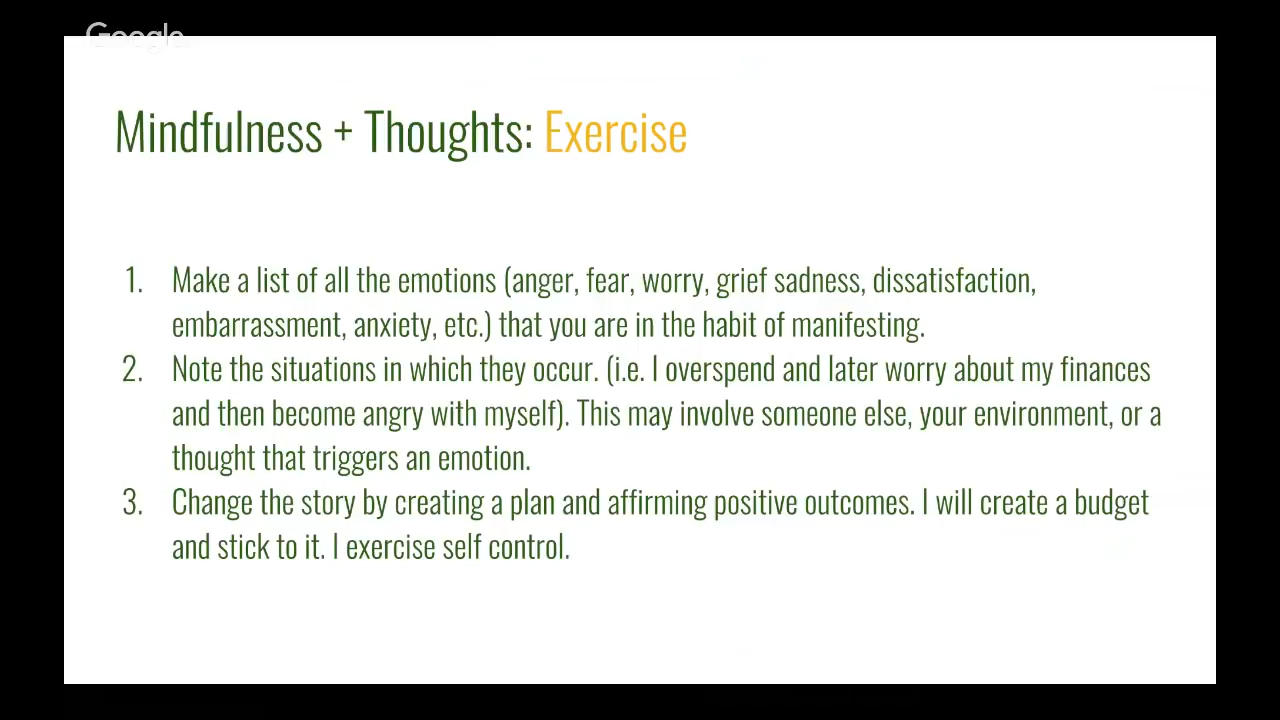 Google
Mindfulness + Thoughts: Exercise
1. Make a list of all the emotions (anger, fear, worry, grief sadness, dissatisfaction,
embarrassment, anxiety, etc.) that you are in the habit of manifesting.
2. Note the situations in which they occur. (i.e. I overspend and later worry about my finances
and then become angry with myself). This may involve someone else, your environment, or a
thought that triggers an emotion.
3. Change the story by creating a plan and affirming positive outcomes. I will create a budget
and stick to it. I exercise self control.